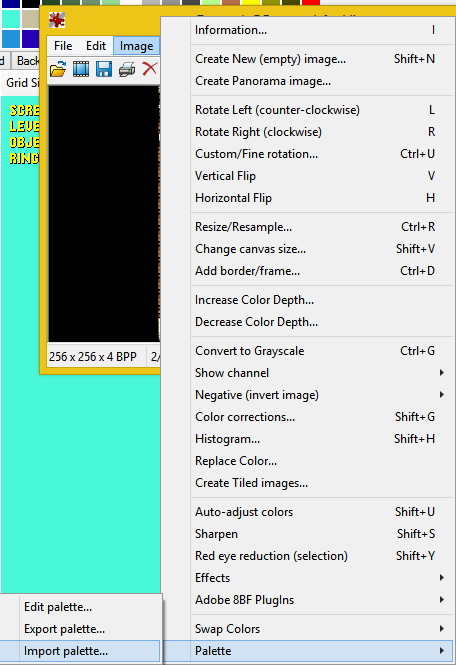 File Edit Image
Information... I
Create New (empty) image... Shift+N
Create Panorama image...
Rotate Left (counter-clockwise) L
Rotate Right (clockwise) R
Custom/Fine rotation... Ctrl+U
Vertical Flip V
Horizontal Flip H
Resize/Resample... Ctrl+R
Change canvas size... Shift+V
Add border/frame... Ctrl+D
Increase Color Depth...
Decrease Color Depth...
Convert to Grayscale Ctrl+G
Show channel
Negative (invert image)
Color corrections... Shift+G
Histogram... Shift+H
Replace Color...
Create Tiled images...
Auto-adjust colors Shift+U
Sharpen Shift+S
Red eye reduction (selection) Shift+Y
Effects
Adobe 8BF PlugIns
Swap Colors
Palette
Edit palette...
Export palette...
Import palette...
256 x 256 x 4 BPP 2/
d Back
Grid Si
SCRE
LEVE
OBJE
RING